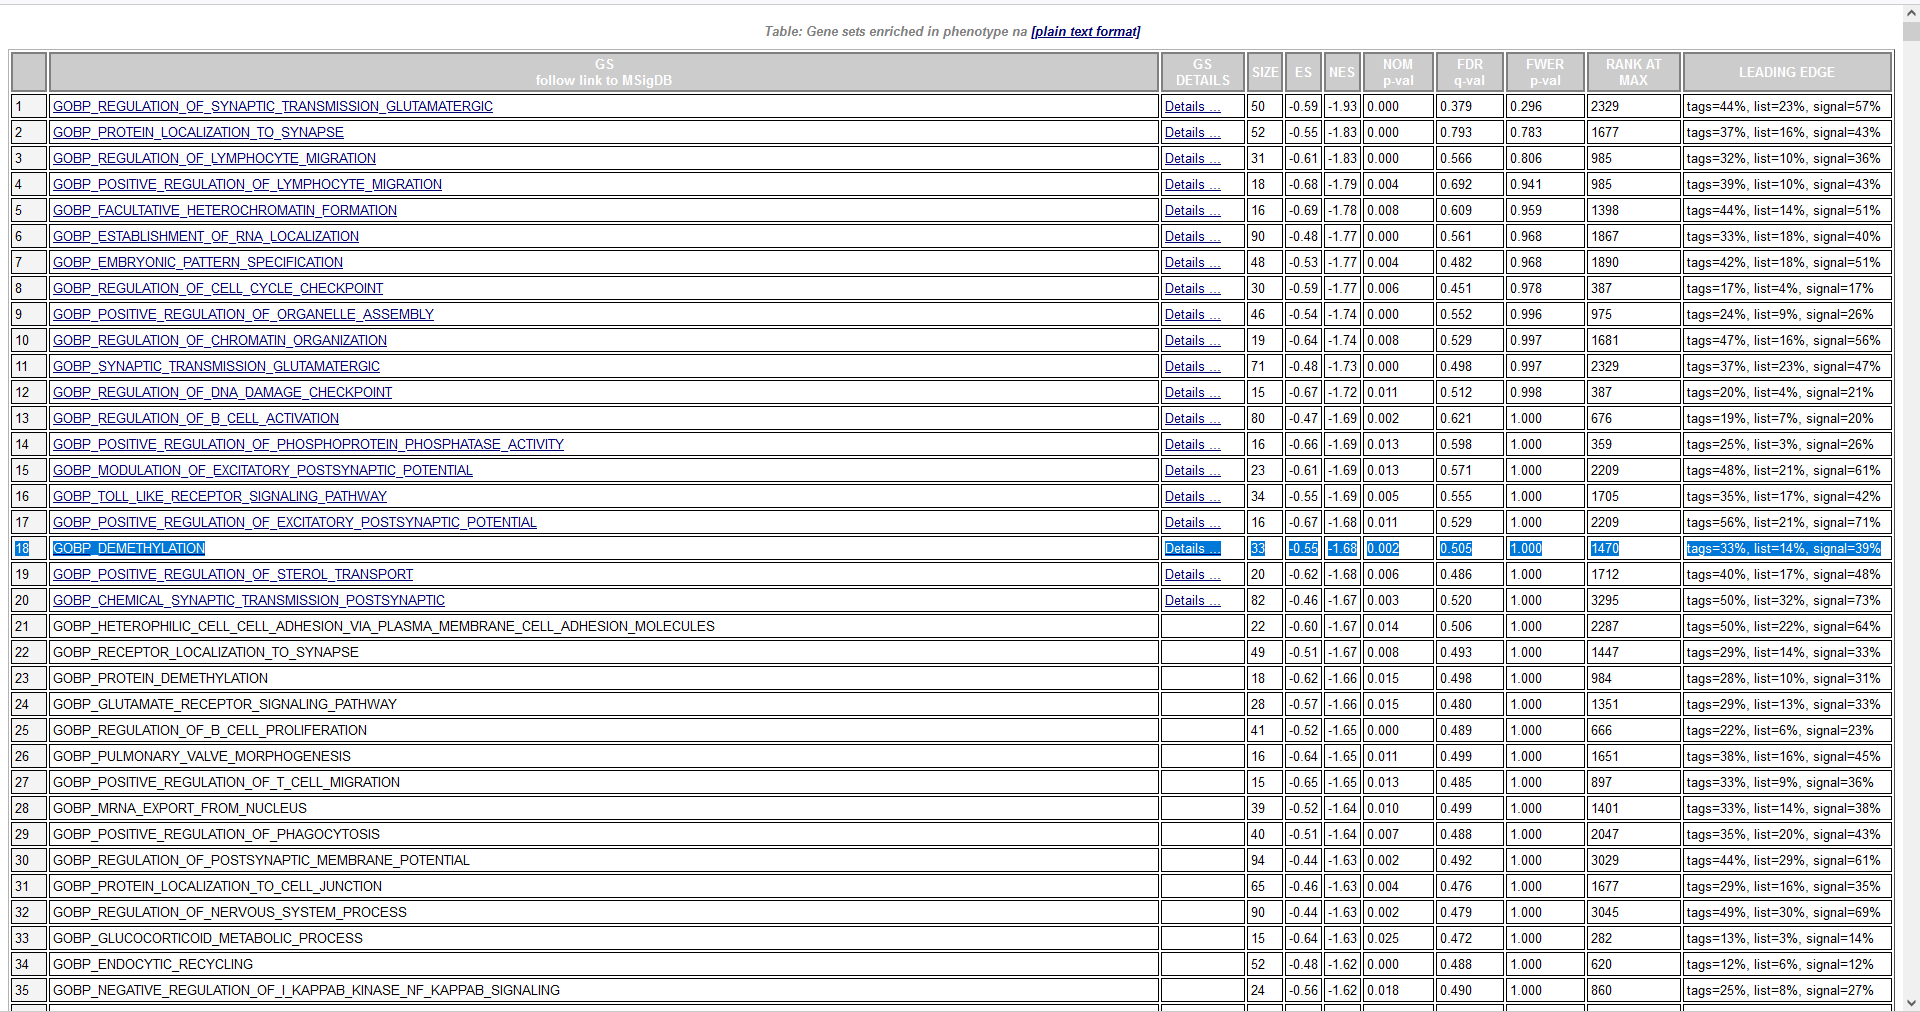 Table: Gene sets enriched in phenotype na [plain text format]
GS follow link to MSigDB GS DETAILS SIZE ES NES NOM p-val FDR q-val FWER p-val RANK AT MAX LEADING EDGE
1 GOBP_REGULATION_OF_SYNAPTIC_TRANSMISSION_GLUTAMATERGIC Details ... 50 -0.59 -1.93 0.000 0.379 0.296 2329 tags=44%, list=23%, signal=57%
2 GOBP_PROTEIN_LOCALIZATION_TO_SYNAPSE Details ... 52 -0.55 -1.83 0.000 0.793 0.783 1677 tags=37%, list=16%, signal=43%
3 GOBP_REGULATION_OF_LYMPHOCYTE_MIGRATION Details ... 31 -0.61 -1.83 0.000 0.566 0.806 985 tags=32%, list=10%, signal=36%
4 GOBP_POSITIVE_REGULATION_OF_LYMPHOCYTE_MIGRATION Details ... 18 -0.68 -1.79 0.004 0.692 0.941 985 tags=39%, list=10%, signal=43%
5 GOBP_FACULTATIVE_HETEROCHROMATIN_FORMATION Details ... 16 -0.69 -1.78 0.008 0.609 0.959 1398 tags=44%, list=14%, signal=51%
6 GOBP_ESTABLISHMENT_OF_RNA_LOCALIZATION Details ... 90 -0.48 -1.77 0.000 0.561 0.968 1867 tags=33%, list=18%, signal=40%
7 GOBP_EMBRYONIC_PATTERN_SPECIFICATION Details ... 48 -0.53 -1.77 0.004 0.482 0.968 1890 tags=42%, list=18%, signal=51%
8 GOBP_REGULATION_OF_CELL_CYCLE_CHECKPOINT Details ... 30 -0.59 -1.77 0.006 0.451 0.978 387 tags=17%, list=4%, signal=17%
9 GOBP_POSITIVE_REGULATION_OF_ORGANELLE_ASSEMBLY Details ... 46 -0.54 -1.74 0.000 0.552 0.996 975 tags=24%, list=9%, signal=26%
10 GOBP_REGULATION_OF_CHROMATIN_ORGANIZATION Details ... 19 -0.64 -1.74 0.008 0.529 0.997 1681 tags=47%, list=16%, signal=56%
11 GOBP_SYNAPTIC_TRANSMISSION_GLUTAMATERGIC Details ... 71 -0.48 -1.73 0.000 0.498 0.997 2329 tags=37%, list=23%, signal=47%
12 GOBP_REGULATION_OF_DNA_DAMAGE_CHECKPOINT Details ... 15 -0.67 -1.72 0.011 0.512 0.998 387 tags=20%, list=4%, signal=21%
13 GOBP_REGULATION_OF_B_CELL_ACTIVATION Details ... 80 -0.47 -1.69 0.002 0.621 1.000 676 tags=19%, list=7%, signal=20%
14 GOBP_POSITIVE_REGULATION_OF_PHOSPHOPROTEIN_PHOSPHATASE_ACTIVITY Details ... 16 -0.66 -1.69 0.013 0.598 1.000 359 tags=25%, list=3%, signal=26%
15 GOBP_MODULATION_OF_EXCITATORY_POSTSYNAPTIC_POTENTIAL Details ... 23 -0.61 -1.69 0.013 0.571 1.000 2209 tags=48%, list=21%, signal=61%
16 GOBP_TOLL_LIKE_RECEPTOR_SIGNALING_PATHWAY Details ... 34 -0.55 -1.69 0.005 0.555 1.000 1705 tags=35%, list=17%, signal=42%
17 GOBP_POSITIVE_REGULATION_OF_EXCITATORY_POSTSYNAPTIC_POTENTIAL Details ... 16 -0.67 -1.68 0.011 0.529 1.000 2209 tags=56%, list=21%, signal=71%
18 GOBP_DEMETHYLATION Details ... 33 -0.55 -1.68 0.002 0.505 1.000 1470 tags=33%, list=14%, signal=39%
19 GOBP_POSITIVE_REGULATION_OF_STEROL_TRANSPORT Details ... 20 -0.62 -1.68 0.006 0.486 1.000 1712 tags=40%, list=17%, signal=48%
20 GOBP_CHEMICAL_SYNAPTIC_TRANSMISSION_POSTSYNAPTIC Details ... 82 -0.46 -1.67 0.003 0.520 1.000 3295 tags=50%, list=32%, signal=73%
21 GOBP_HETEROPHILIC_CELL_CELL_ADHESION_VIA_PLASMA_MEMBRANE_CELL_ADHESION_MOLECULES 22 -0.60 -1.67 0.014 0.506 1.000 2287 tags=50%, list=22%, signal=64%
22 GOBP_RECEPTOR_LOCALIZATION_TO_SYNAPSE 49 -0.51 -1.67 0.008 0.493 1.000 1447 tags=29%, list=14%, signal=33%
23 GOBP_PROTEIN_DEMETHYLATION 18 -0.62 -1.66 0.015 0.498 1.000 984 tags=28%, list=10%, signal=31%
24 GOBP_GLUTAMATE_RECEPTOR_SIGNALING_PATHWAY 28 -0.57 -1.66 0.015 0.480 1.000 1351 tags=29%, list=13%, signal=33%
25 GOBP_REGULATION_OF_B_CELL_PROLIFERATION 41 -0.52 -1.65 0.000 0.489 1.000 666 tags=22%, list=6%, signal=23%
26 GOBP_PULMONARY_VALVE_MORPHOGENESIS 16 -0.64 -1.65 0.011 0.499 1.000 1651 tags=38%, list=16%, signal=45%
27 GOBP_POSITIVE_REGULATION_OF_T_CELL_MIGRATION 15 -0.65 -1.65 0.013 0.485 1.000 897 tags=33%, list=9%, signal=36%
28 GOBP_MRNA_EXPORT_FROM_NUCLEUS 39 -0.52 -1.64 0.010 0.499 1.000 1401 tags=33%, list=14%, signal=38%
29 GOBP_POSITIVE_REGULATION_OF_PHAGOCYTOSIS 40 -0.51 -1.64 0.007 0.488 1.000 2047 tags=35%, list=20%, signal=43%
30 GOBP_REGULATION_OF_POSTSYNAPTIC_MEMBRANE_POTENTIAL 94 -0.44 -1.63 0.002 0.492 1.000 3029 tags=44%, list=29%, signal=61%
31 GOBP_PROTEIN_LOCALIZATION_TO_CELL_JUNCTION 65 -0.46 -1.63 0.004 0.476 1.000 1677 tags=29%, list=16%, signal=35%
32 GOBP_REGULATION_OF_NERVOUS_SYSTEM_PROCESS 90 -0.44 -1.63 0.002 0.479 1.000 3045 tags=49%, list=30%, signal=69%
33 GOBP_GLUCOCORTICOID_METABOLIC_PROCESS 15 -0.64 -1.63 0.025 0.472 1.000 282 tags=13%, list=3%, signal=14%
34 GOBP_ENDOCYTIC_RECYCLING 52 -0.48 -1.62 0.000 0.488 1.000 620 tags=12%, list=6%, signal=12%
35 GOBP_NEGATIVE_REGULATION_OF_I_KAPPAB_KINASE_NF_KAPPAB_SIGNALING 24 -0.56 -1.62 0.018 0.490 1.000 860 tags=25%, list=8%, signal=27%